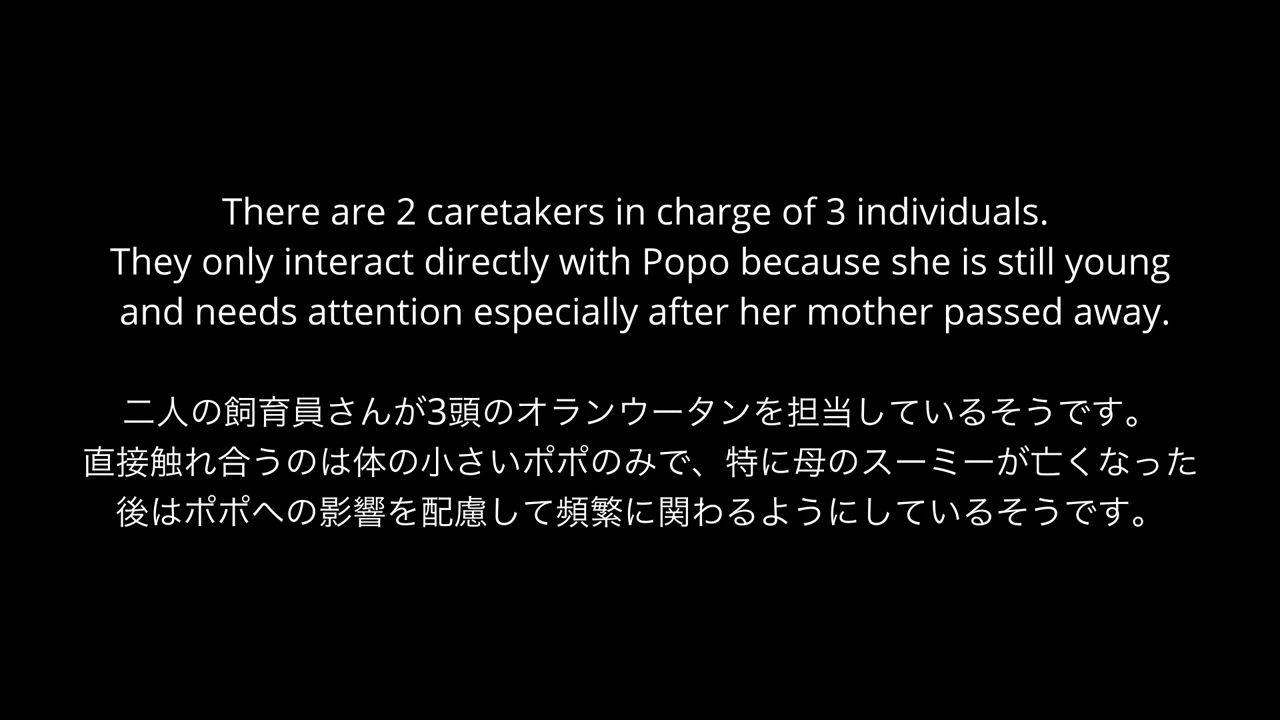 There are 2 caretakers in charge of 3 individuals.
They only interact directly with Popo because she is still young
and needs attention especially after her mother passed away.
二人の飼育員さんが3頭のオランウータンを担当しているそうです。
直接触れ合うのは体の小さいポポのみで、特に母のスーミーが亡くなった
後はポポへの影響を配慮して頻繁に関わるようにしているそうです。